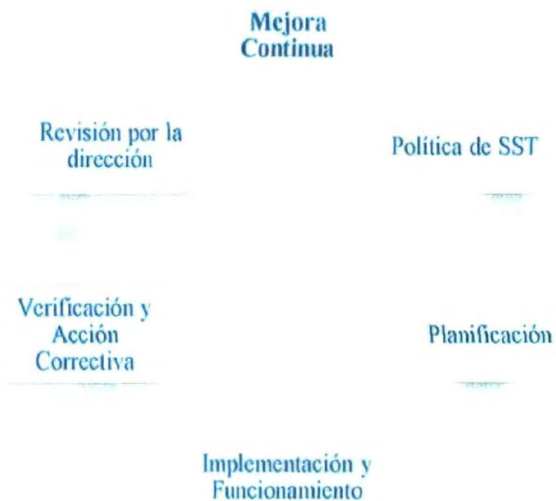 Mejora
Continua
Revisión por la
dirección
Política de SST
Verificación y
Acción
Correctiva
Planificación
Implementación y
Funcionamiento